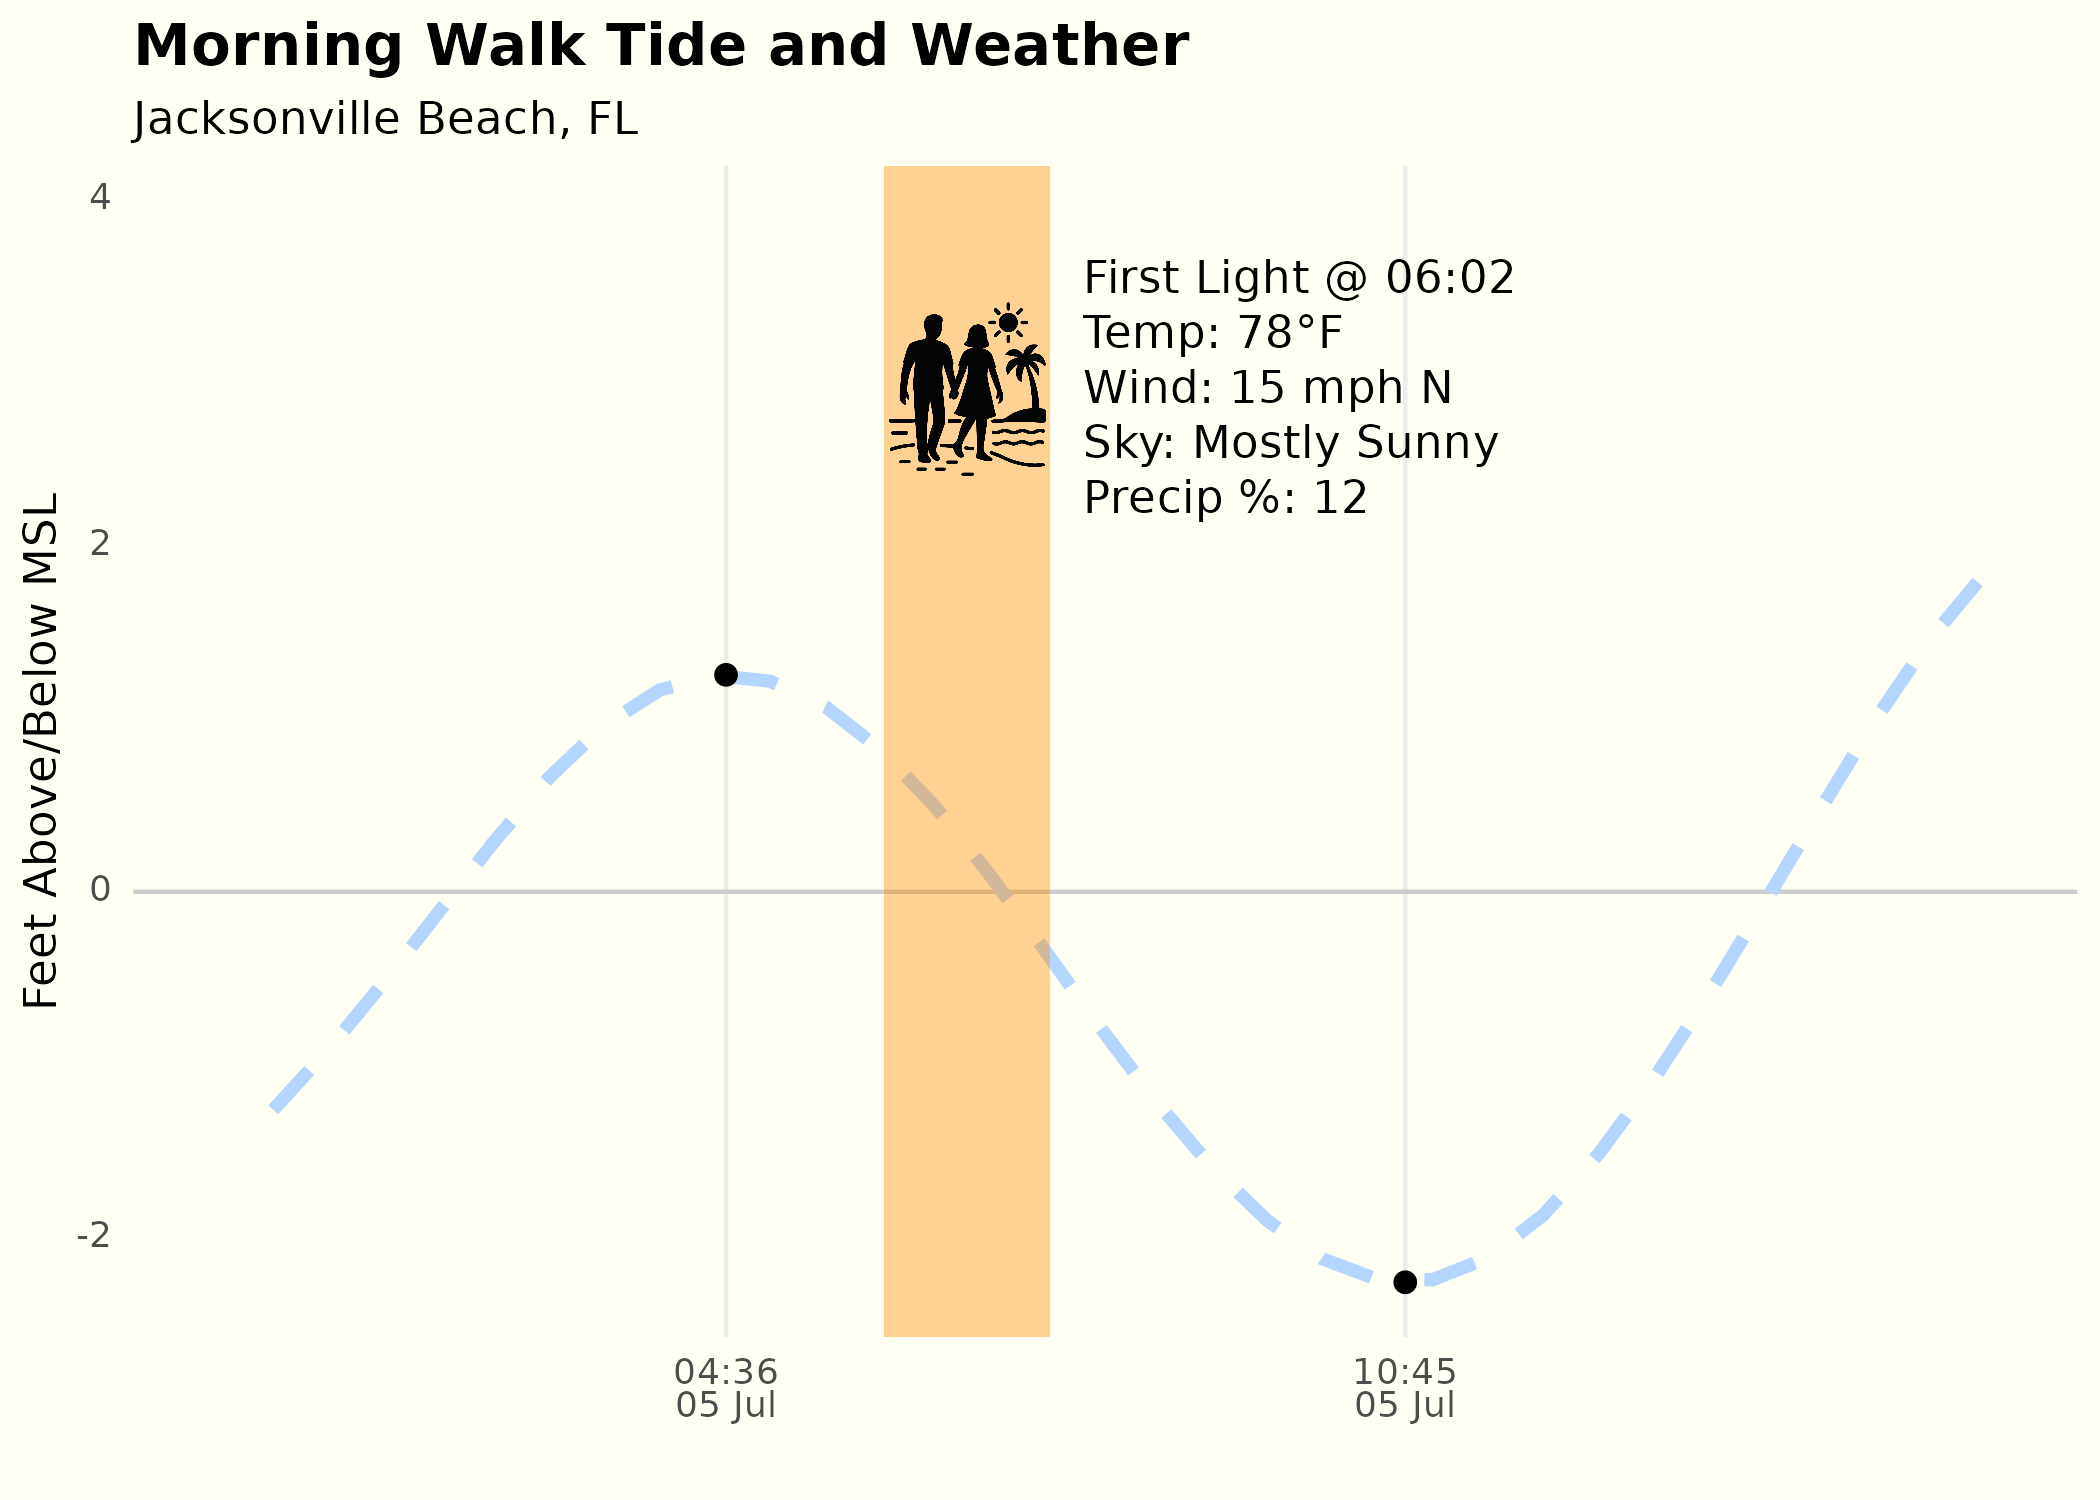 Morning Walk Tide and Weather
Jacksonville Beach, FL
Feet Above/Below MSL
4
2
0
-2
First Light @ 06:02
Temp: 78°F
Wind: 15 mph N
Sky: Mostly Sunny
Precip %: 12
04:36
05 Jul
10:45
05 Jul